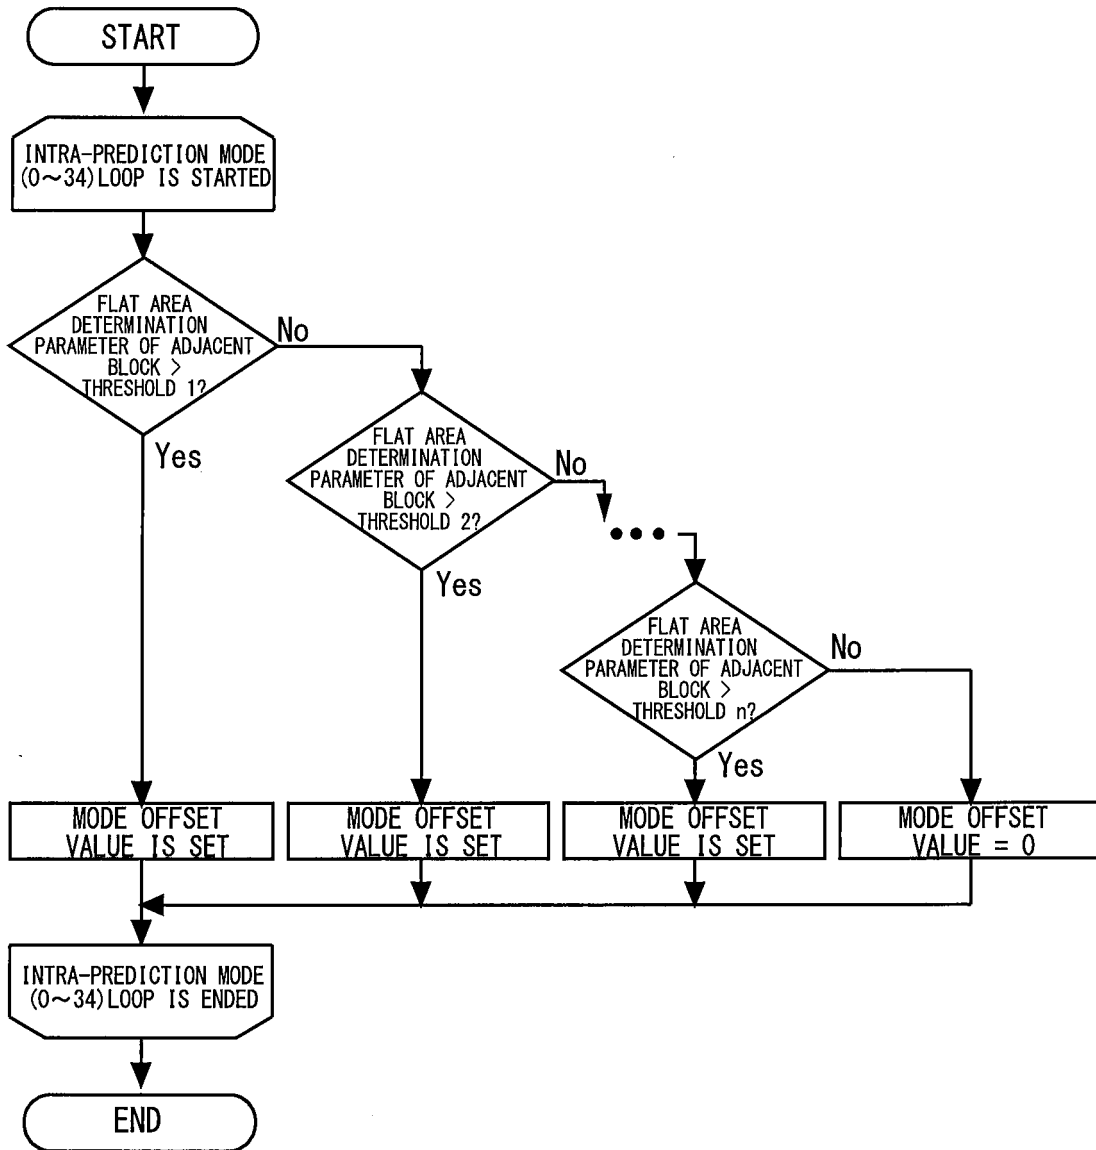 START
INTRA-PREDICTION MODE
(0~34)LOOP IS STARTED
FLAT AREA
DETERMINATION
PARAMETER OF ADJACENT
BLOCK >
THRESHOLD 1?
No
Yes
FLAT AREA
DETERMINATION
PARAMETER OF ADJACENT
BLOCK >
THRESHOLD 2?
No
Yes
FLAT AREA
DETERMINATION
PARAMETER OF ADJACENT
BLOCK >
THRESHOLD n?
No
Yes
MODE OFFSET
VALUE IS SET
MODE OFFSET
VALUE IS SET
MODE OFFSET
VALUE IS SET
MODE OFFSET
VALUE = 0
INTRA-PREDICTION MODE
(0~34)LOOP IS ENDED
END